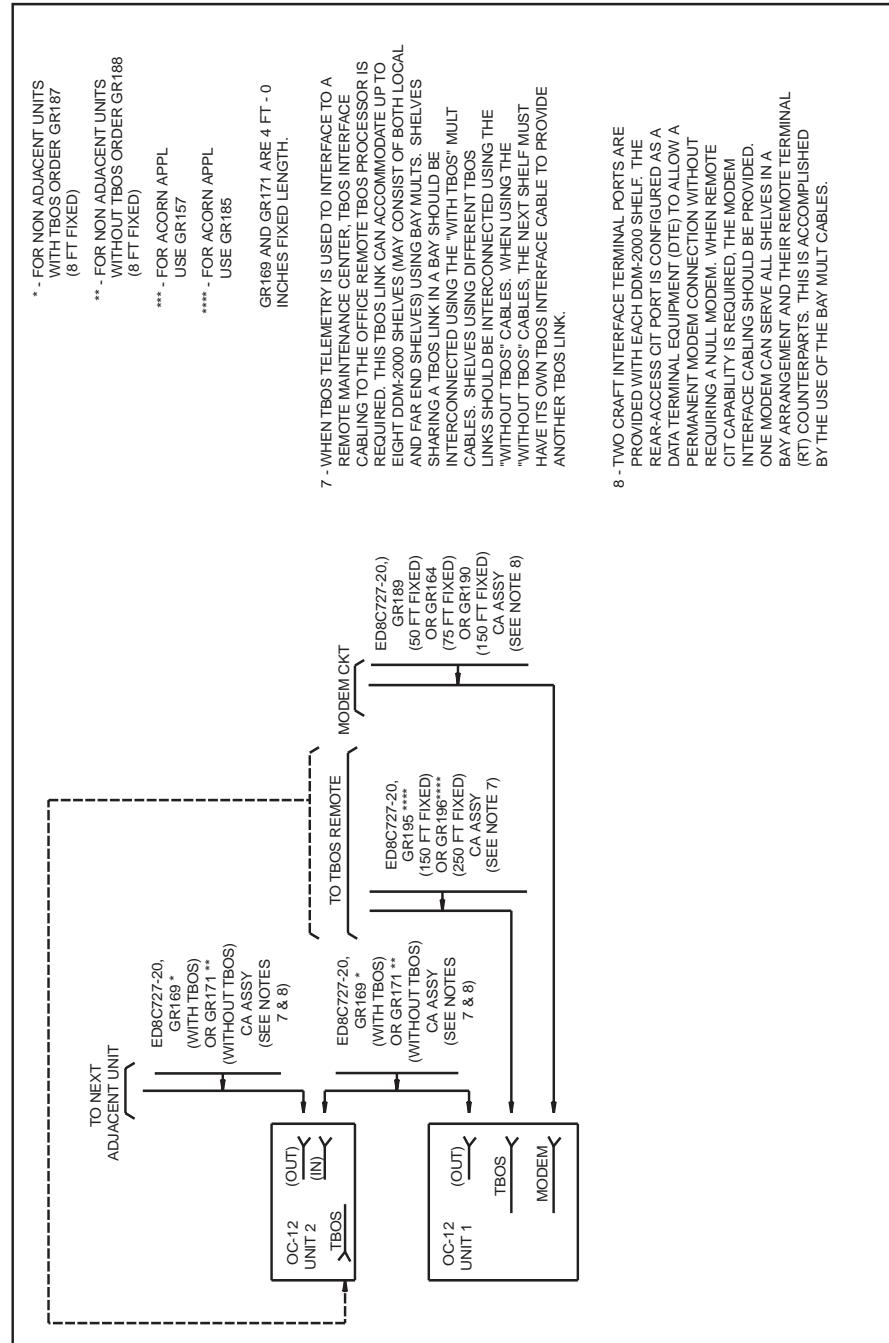 TO NEXT
ADJACENT UNIT
ED8C727-20,
GR169 *
(WITH TBOS)
OR GR171 **
(WITHOUT TBOS)
CA ASSY
(SEE NOTES
7 & 8)
ED8C727-20,
GR169 *
(WITH TBOS)
OR GR171 **
(WITHOUT TBOS)
CA ASSY
(SEE NOTES
7 & 8)
TO TBOS REMOTE
ED8C727-20,
GR195 ****
(150 FT FIXED)
OR GR196****
(250 FT FIXED)
CA ASSY
(SEE NOTE 7)
MODEM CKT
ED8C727-20,)
GR189
(50 FT FIXED)
OR GR164
(75 FT FIXED)
OR GR190
(150 FT FIXED)
CA ASSY
(SEE NOTE 8)
OC-12
UNIT 2
(OUT)
(IN)
TBOS
OC-12
UNIT 1
(OUT)
TBOS
MODEM
* - FOR NON ADJACENT UNITS
WITH TBOS ORDER GR187
(8 FT FIXED)
** - FOR NON ADJACENT UNITS
WITHOUT TBOS ORDER GR188
(8 FT FIXED)
*** - FOR ACORN APPL
USE GR157
**** - FOR ACORN APPL
USE GR185
GR169 AND GR171 ARE 4 FT - 0
INCHES FIXED LENGTH.
7 - WHEN TBOS TELEMETRY IS USED TO INTERFACE TO A
REMOTE MAINTENANCE CENTER, TBOS INTERFACE
CABLING TO THE OFFICE REMOTE TBOS PROCESSOR IS
REQUIRED. THIS TBOS LINK CAN ACCOMMODATE UP TO
EIGHT DDM-2000 SHELVES (MAY CONSIST OF BOTH LOCAL
AND FAR END SHELVES) USING BAY MULTS. SHELVES
SHARING A TBOS LINK IN A BAY SHOULD BE
INTERCONNECTED USING THE "WITH TBOS" MULT
CABLES. SHELVES USING DIFFERENT TBOS
LINKS SHOULD BE INTERCONNECTED USING THE
"WITHOUT TBOS" CABLES. WHEN USING THE
"WITHOUT TBOS" CABLES, THE NEXT SHELF MUST
HAVE ITS OWN TBOS INTERFACE CABLE TO PROVIDE
ANOTHER TBOS LINK.
8 - TWO CRAFT INTERFACE TERMINAL PORTS ARE
PROVIDED WITH EACH DDM-2000 SHELF. THE
REAR-ACCESS CIT PORT IS CONFIGURED AS A
DATA TERMINAL EQUIPMENT (DTE) TO ALLOW A
PERMANENT MODEM CONNECTION WITHOUT
REQUIRING A NULL MODEM. WHEN REMOTE
CIT CAPABILITY IS REQUIRED, THE MODEM
INTERFACE CABLING SHOULD BE PROVIDED.
ONE MODEM CAN SERVE ALL SHELVES IN A
BAY ARRANGEMENT AND THEIR REMOTE TERMINAL
(RT) COUNTERPARTS. THIS IS ACCOMPLISHED
BY THE USE OF THE BAY MULT CABLES.